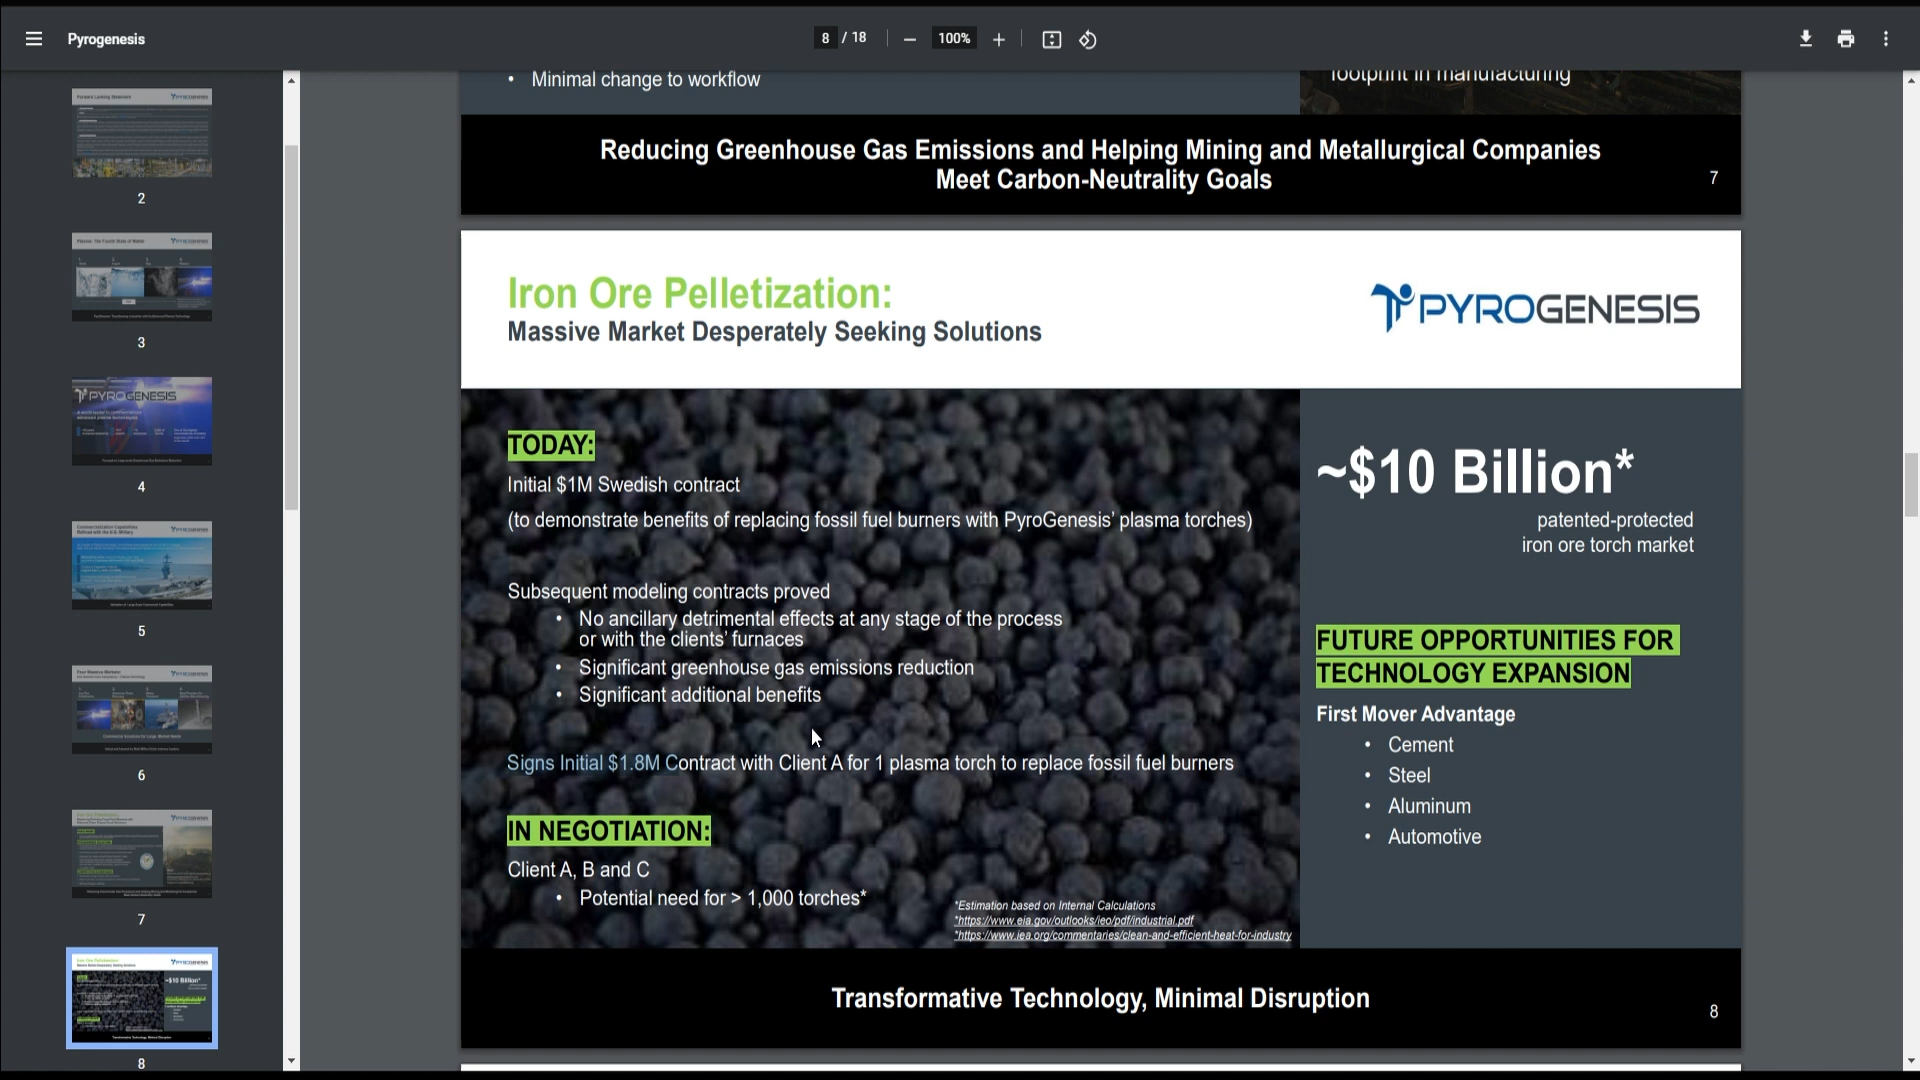 Pyrogenesis
8 / 18
100%
2
3
PYROGENESIS
4
5
6
7
8
• Minimal change to workflow
footprint in manufacturing
Reducing Greenhouse Gas Emissions and Helping Mining and Metallurgical Companies
Meet Carbon-Neutrality Goals
7
Iron Ore Pelletization:
Massive Market Desperately Seeking Solutions
PYROGENESIS
TODAY:
Initial $1M Swedish contract
(to demonstrate benefits of replacing fossil fuel burners with PyroGenesis' plasma torches)
Subsequent modeling contracts proved
• No ancillary detrimental effects at any stage of the process
or with the clients' furnaces
• Significant greenhouse gas emissions reduction
• Significant additional benefits
Signs Initial $1.8M Contract with Client A for 1 plasma torch to replace fossil fuel burners
IN NEGOTIATION:
Client A, B and C
• Potential need for > 1,000 torches*
*Estimation based on Internal Calculations
*https://www.eia.gov/outlooks/ieo/pdf/industrial.pdf
*https://www.iea.org/commentaries/clean-and-efficient-heat-for-industry
~$10 Billion*
patented-protected
iron ore torch market
FUTURE OPPORTUNITIES FOR
TECHNOLOGY EXPANSION
First Mover Advantage
• Cement
• Steel
• Aluminum
• Automotive
Transformative Technology, Minimal Disruption
8